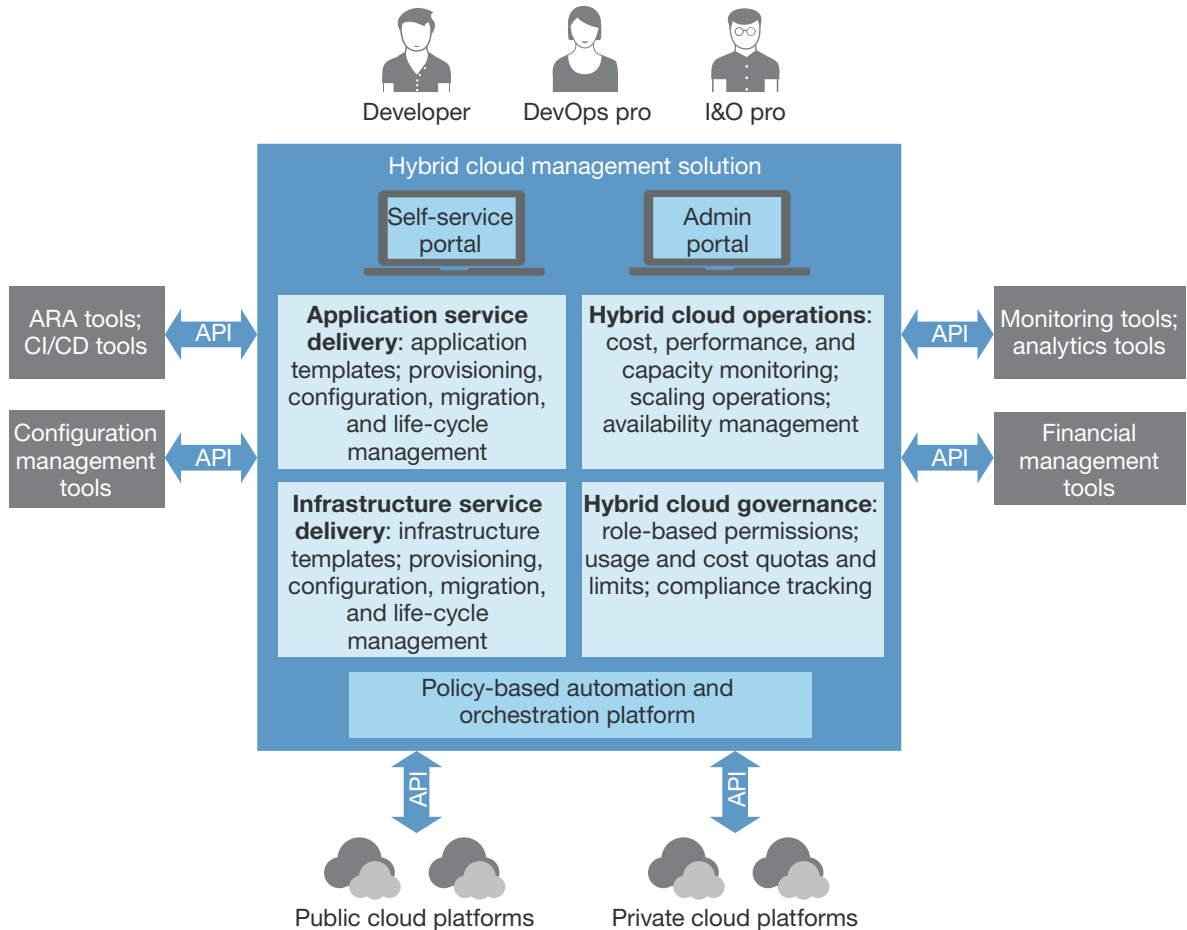 Developer
DevOps pro
I&O pro
Hybrid cloud management solution
Self-service
portal
Admin
portal
ARA tools;
CI/CD tools
API
Configuration
management
tools
API
Application service
delivery: application
templates; provisioning,
configuration, migration,
and life-cycle
management
Hybrid cloud operations:
cost, performance, and
capacity monitoring;
scaling operations;
availability management
Infrastructure service
delivery: infrastructure
templates; provisioning,
configuration, migration,
and life-cycle
management
Hybrid cloud governance:
role-based permissions;
usage and cost quotas and
limits; compliance tracking
API
Monitoring tools;
analytics tools
API
Financial
management
tools
Policy-based automation and
orchestration platform
API
API
Public cloud platforms
Private cloud platforms